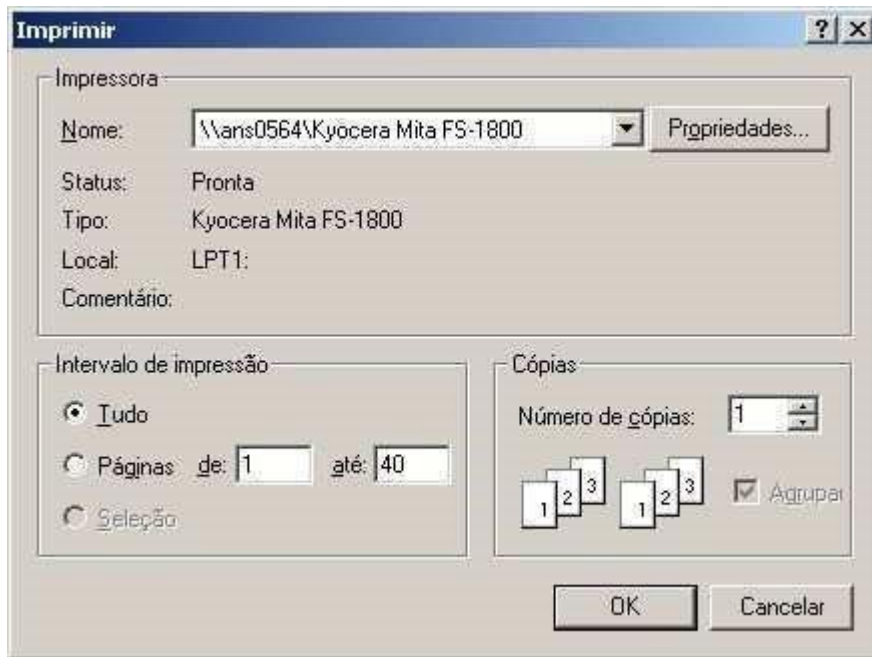 Imprimir
Impressora
Nome: \\ans0564\Kyocera Mita FS-1800 Propriedades...
Status: Pronta
Tipo: Kyocera Mita FS-1800
Local: LPT1:
Comentário:
Intervalo de impressão
Tudo
Páginas de: 1 até: 40
Seleção
Cópias
Número de cópias: 1
1 2 3 1 2 3 Agrupar
OK Cancelar